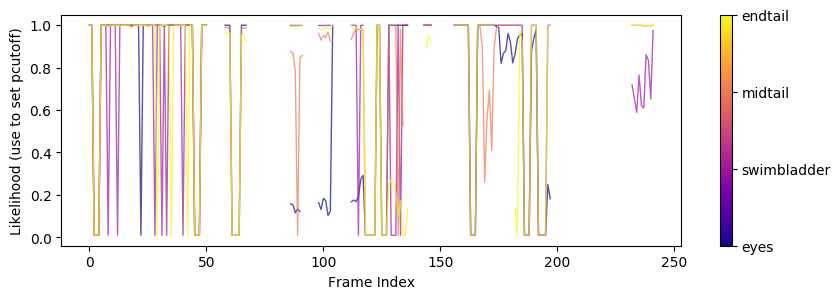 Likelihood (use to set pcutoff)
1.0
0.8
0.6
0.4
0.2
0.0
0
50
100
150
200
250
Frame Index
endtail
midtail
swimbladder
eyes